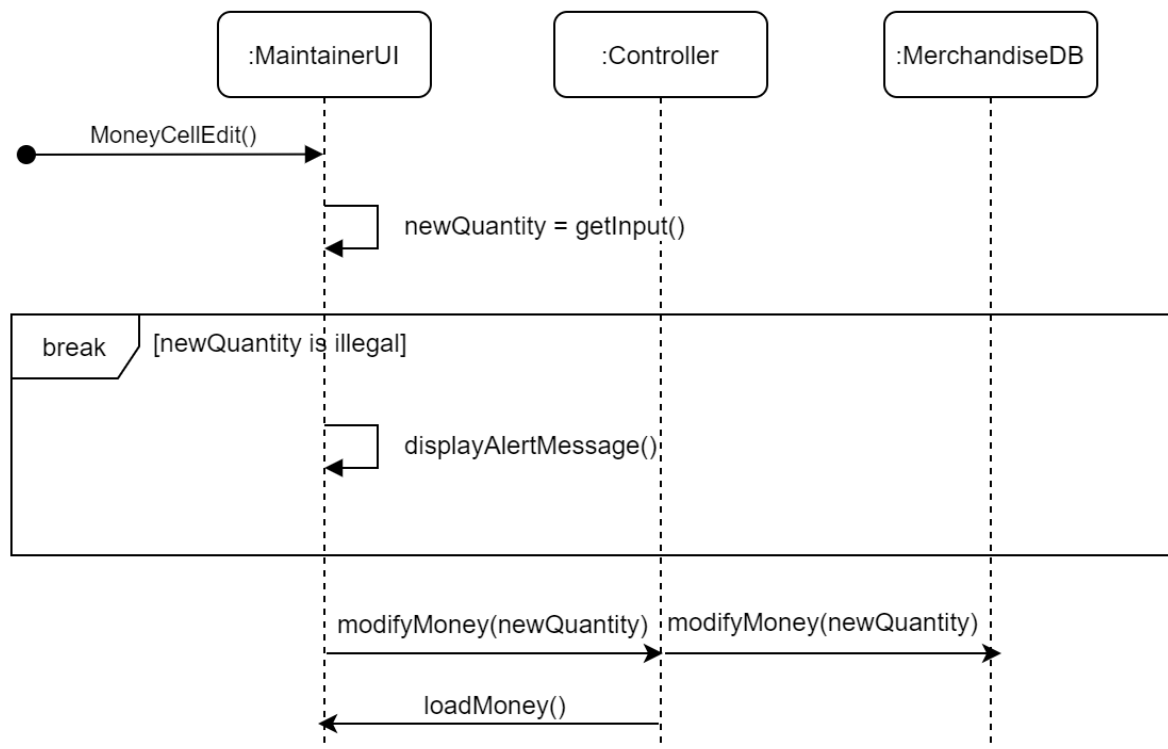 :MaintainerUI
:Controller
:MerchandiseDB
MoneyCellEdit()
newQuantity = getInput()
break
[newQuantity is illegal]
displayAlertMessage()
modifyMoney(newQuantity)
modifyMoney(newQuantity)
loadMoney()